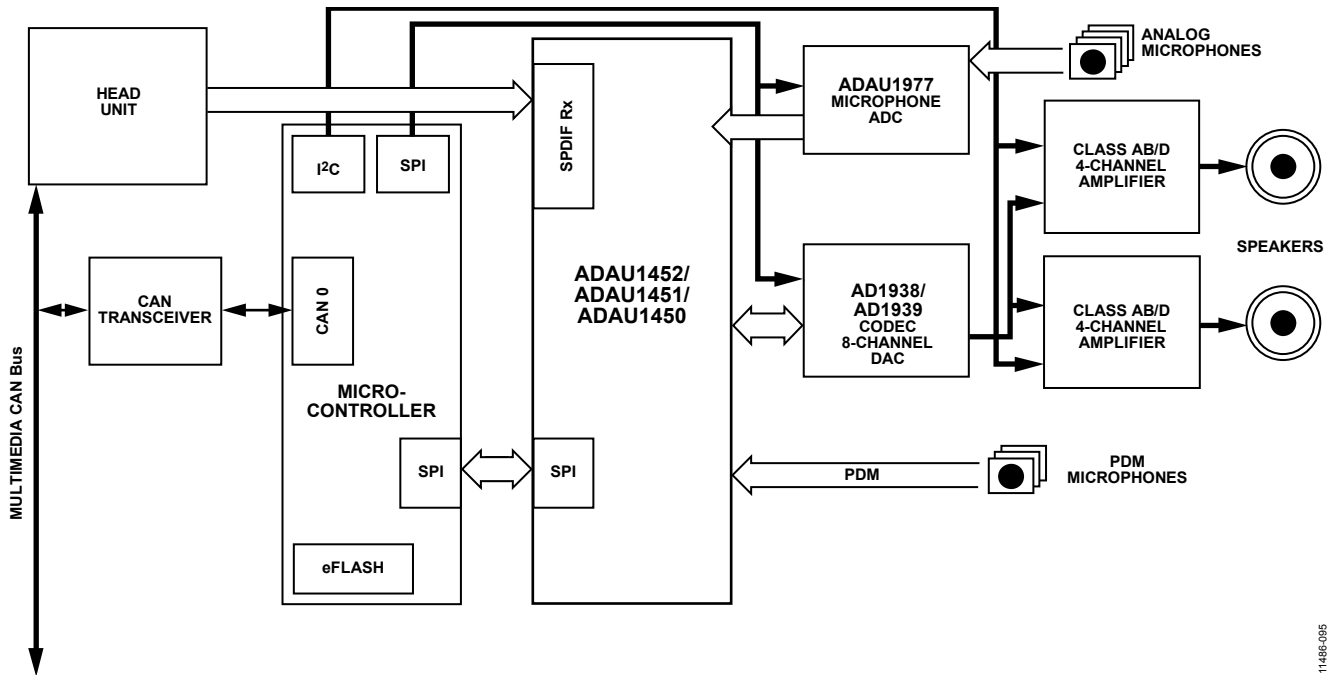 HEAD
UNIT
I²C
SPI
SPDIF Rx
ADAU1977
MICROPHONE
ADC
ANALOG
MICROPHONES
CLASS AB/D
4-CHANNEL
AMPLIFIER
SPEAKERS
CAN
TRANSCEIVER
CAN 0
MICRO-
CONTROLLER
ADAU1452/
ADAU1451/
ADAU1450
AD1938/
AD1939
CODEC
8-CHANNEL
DAC
CLASS AB/D
4-CHANNEL
AMPLIFIER
MULTIMEDIA CAN Bus
SPI
SPI
PDM
PDM
MICROPHONES
eFLASH
11486-095